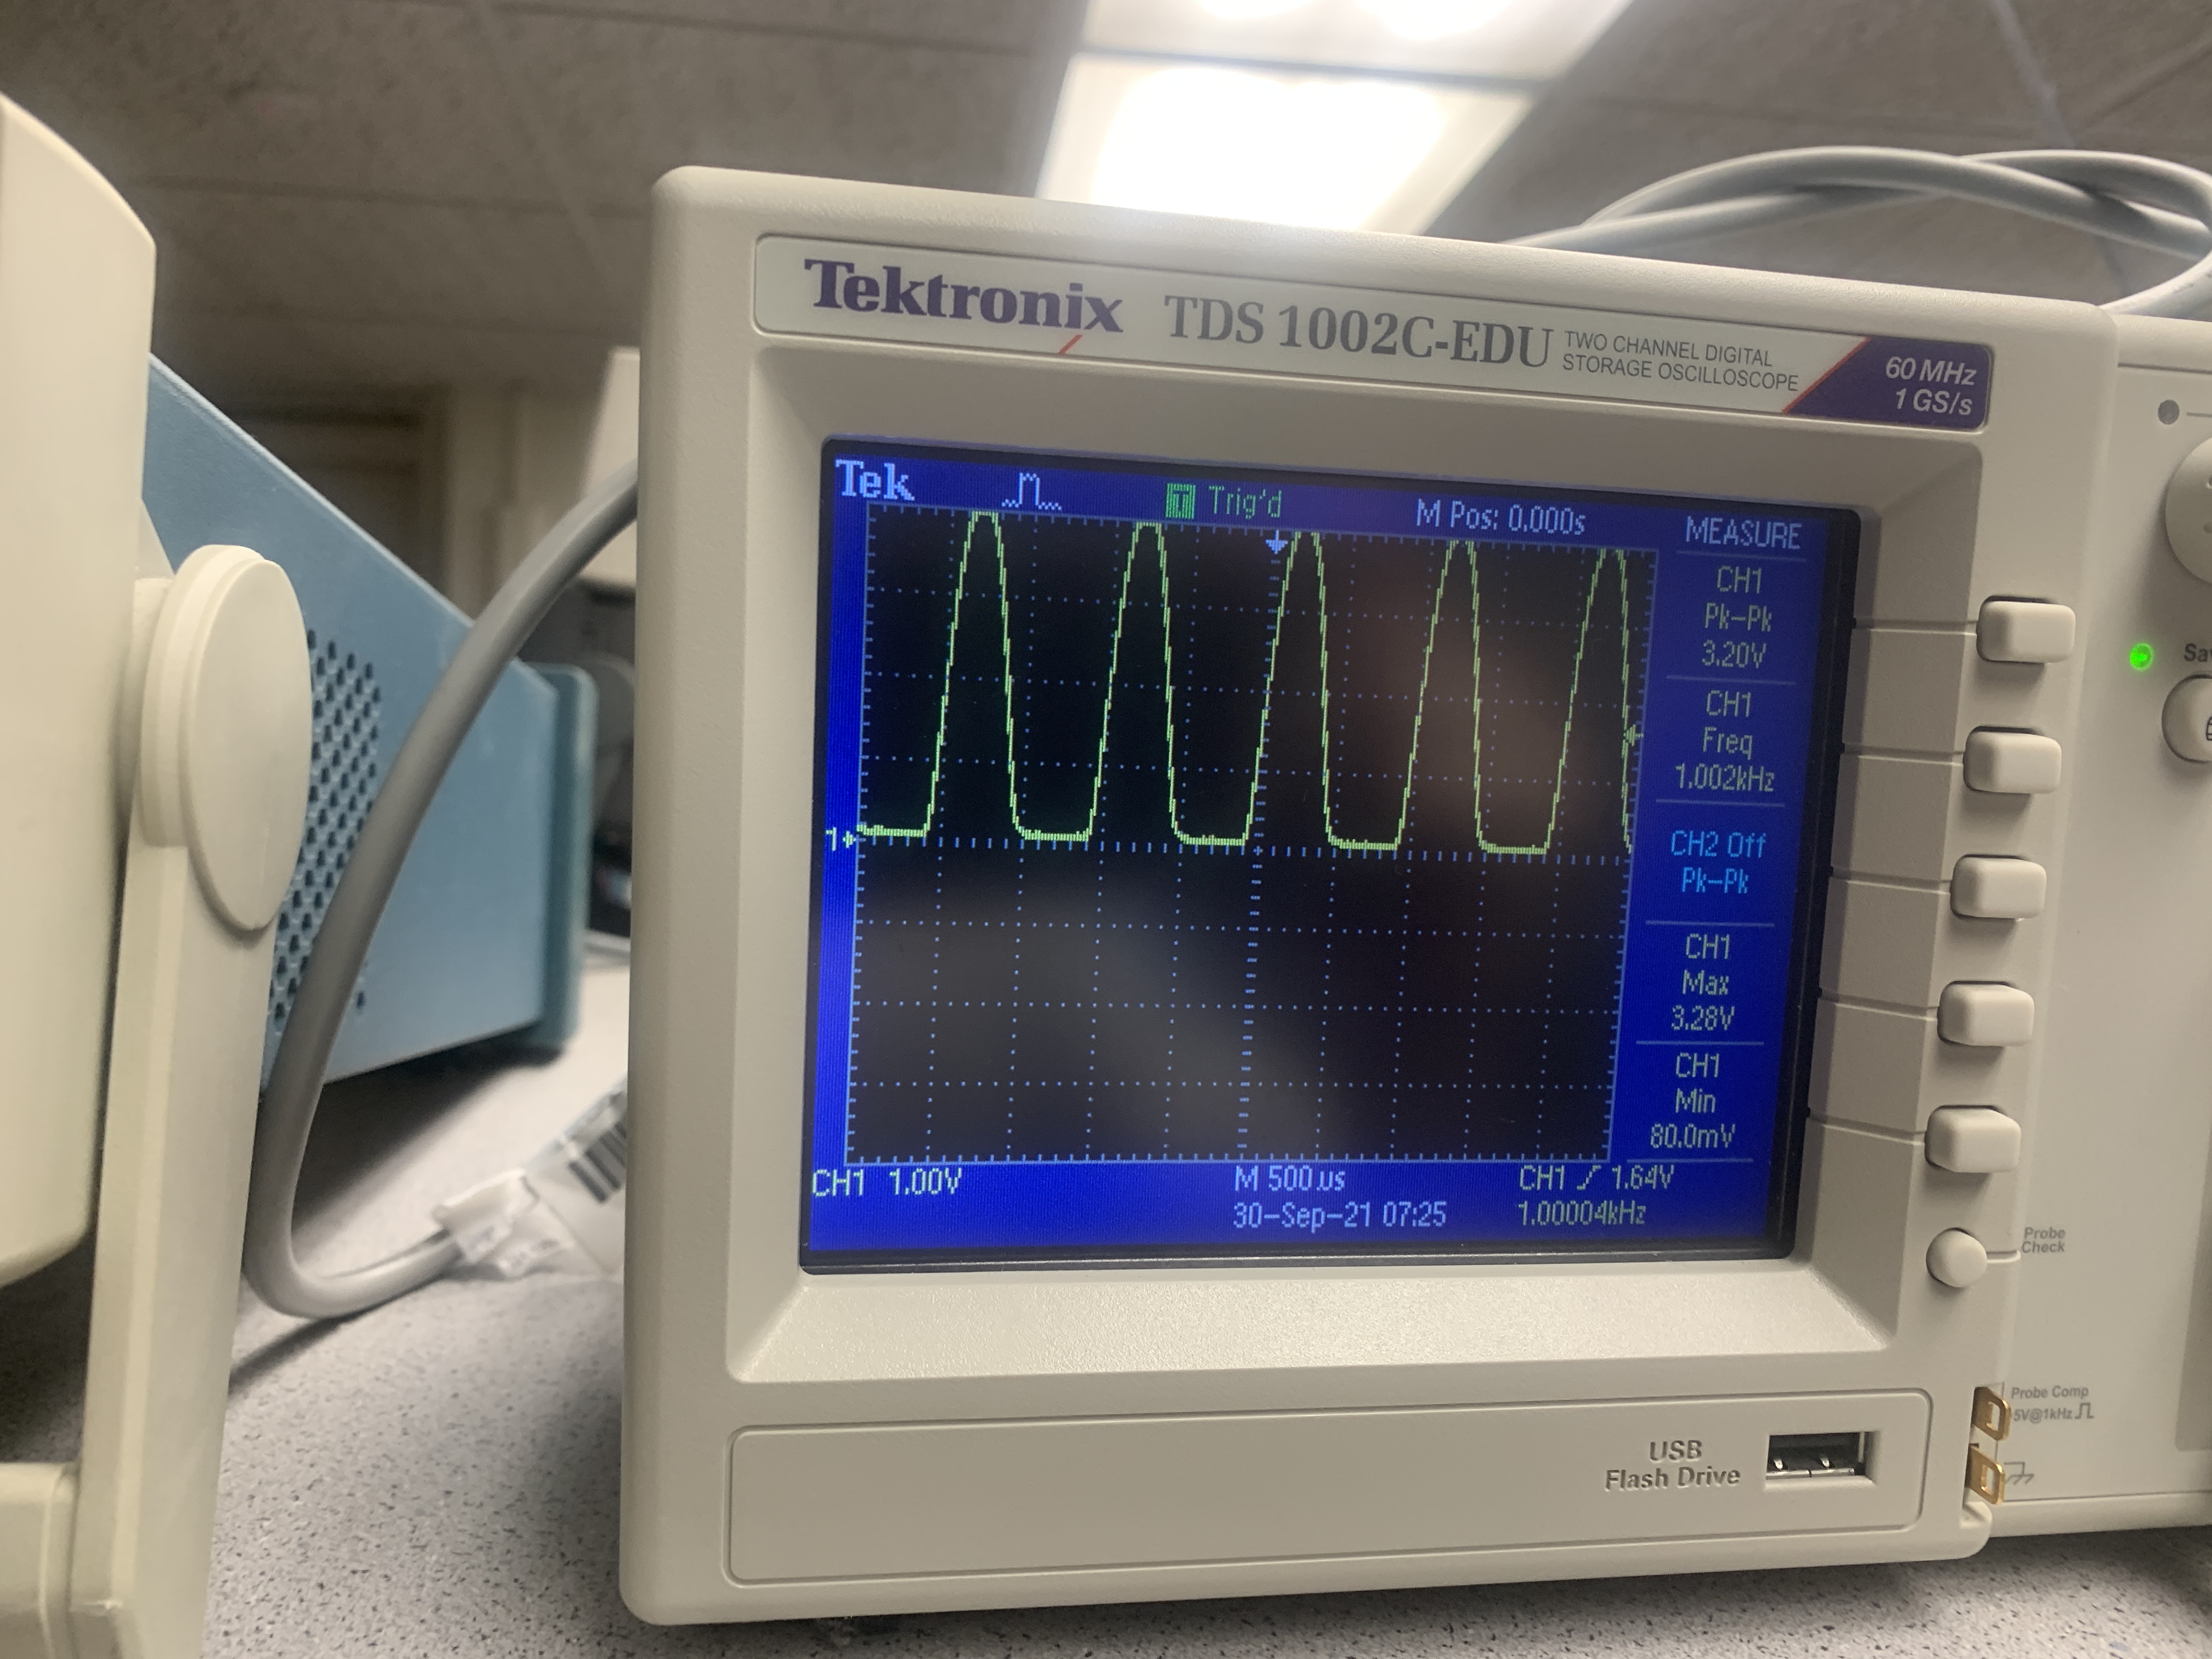 Tektronix TDS 1002C-EDU TWO CHANNEL DIGITAL
STORAGE OSCILLOSCOPE
60 MHz
1 GS/s
Tek Trig'd M Pos: 0.000s MEASURE
CH1
Pk-Pk
3.20V
CH1
Freq
1.002kHz
CH2 Off
Pk-Pk
CH1
Max
3.28V
CH1
Min
80.0mV
1
CH1 1.00V M 500us CH1 1.64V
30-Sep-21 07:25 1.00004kHz
Probe
Check
Probe Comp
5V@1kHz
USB
Flash Drive